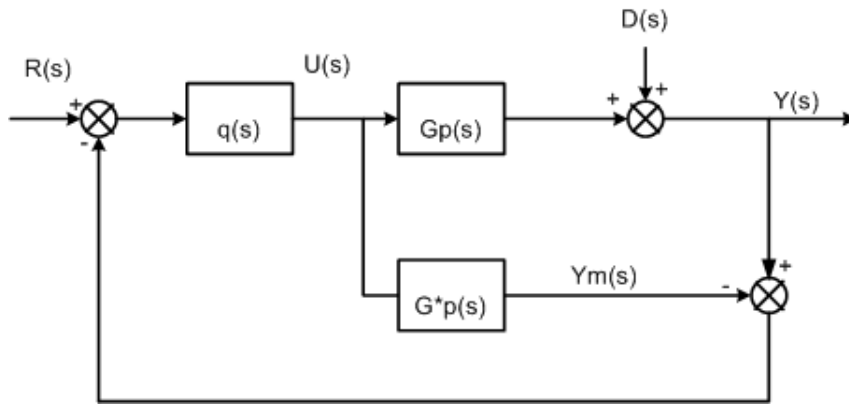 D(s)
R(s)
U(s)
+
+
+
Y(s)
q(s)
Gp(s)
-
+
Ym(s)
-
G*p(s)